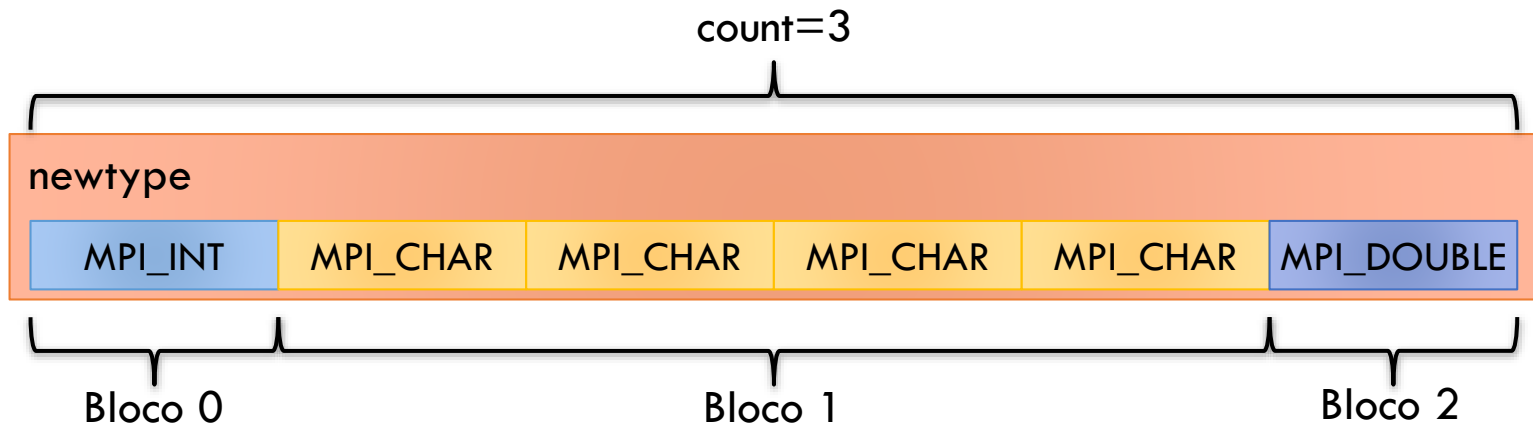 count=3
newtype
MPI_INT MPI_CHAR MPI_CHAR MPI_CHAR MPI_CHAR MPI_DOUBLE
Bloco 0 Bloco 1 Bloco 2